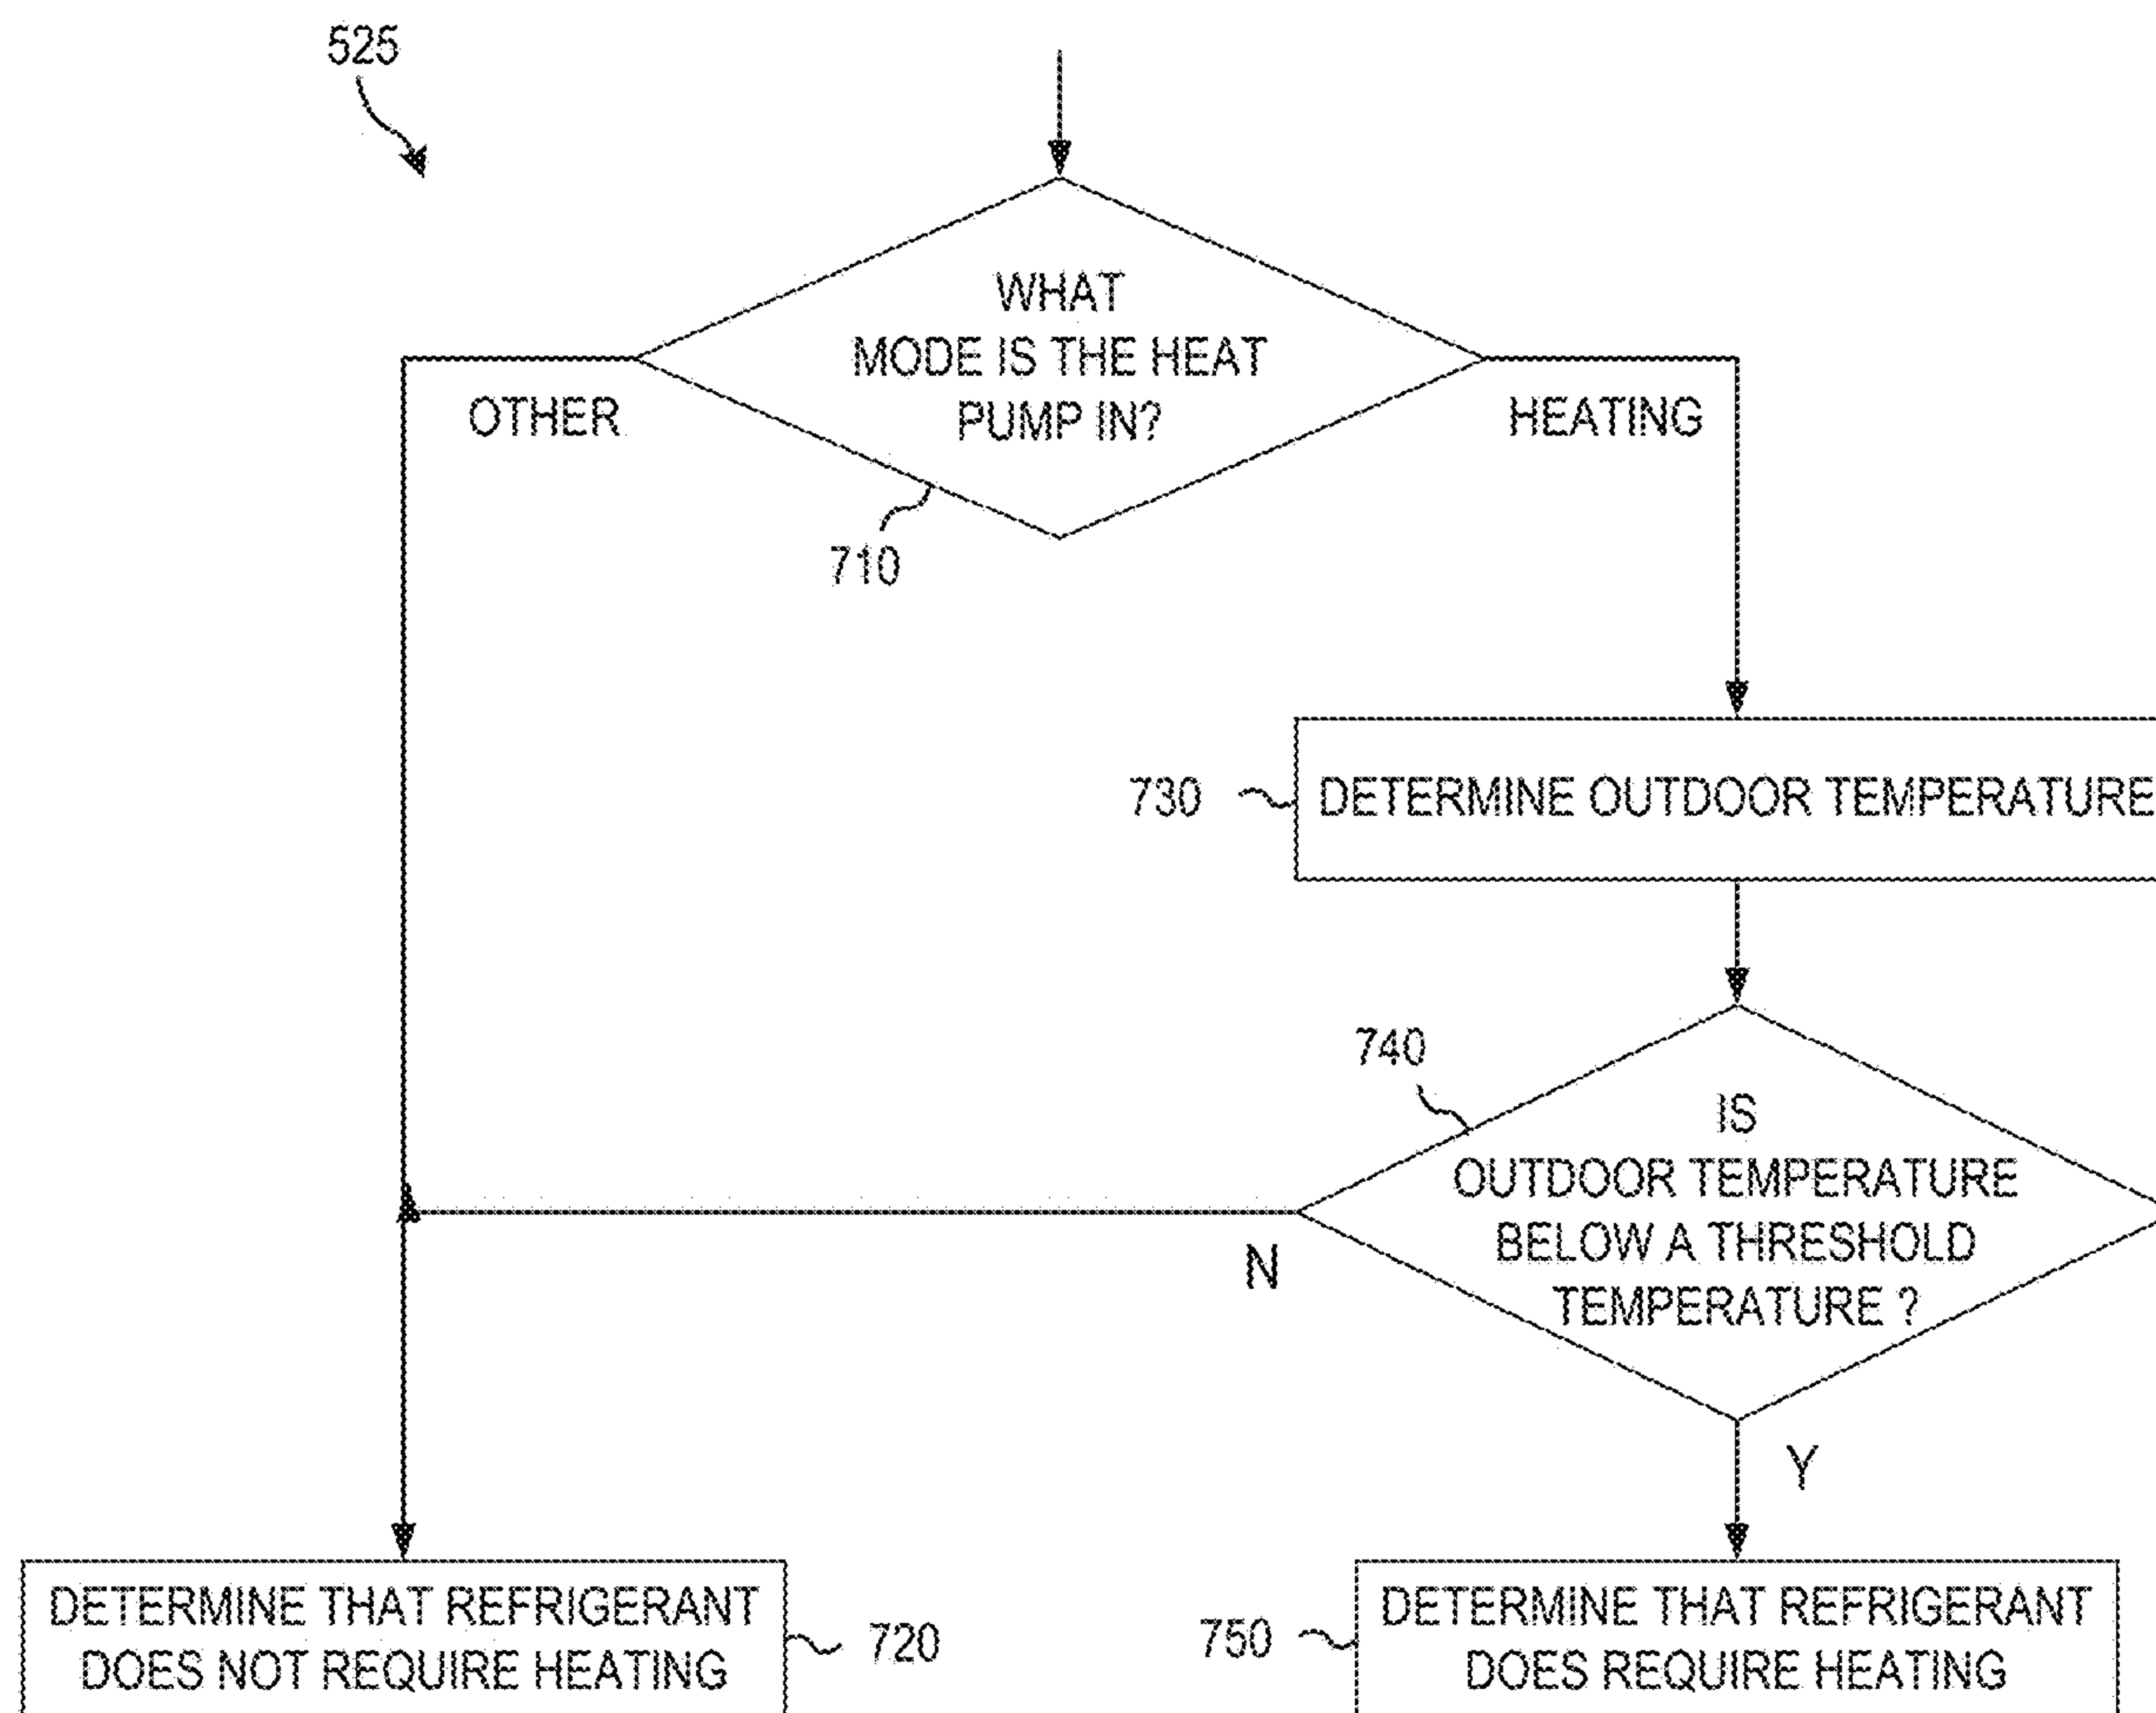 525
WHAT
MODE IS THE HEAT
PUMP IN?
OTHER
HEATING
710
730
DETERMINE OUTDOOR TEMPERATURE
740
IS
OUTDOOR TEMPERATURE
BELOW A THRESHOLD
TEMPERATURE ?
N
Y
DETERMINE THAT REFRIGERANT
DOES NOT REQUIRE HEATING
720
750
DETERMINE THAT REFRIGERANT
DOES REQUIRE HEATING